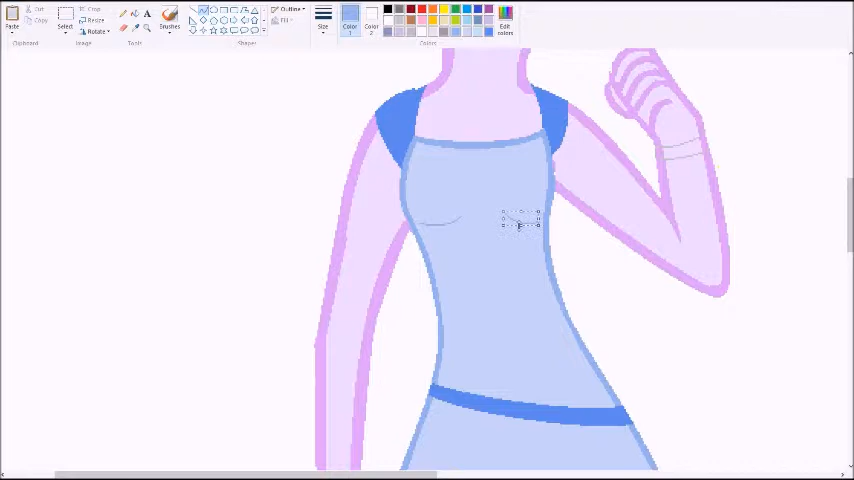 Paste
Cut
Copy
Clipboard
Select
Crop
Resize
Rotate
Image
A
Tools
Brushes
Shapes
Outline
Fill
Size
Color 1
Color 2
Edit colors
Colors